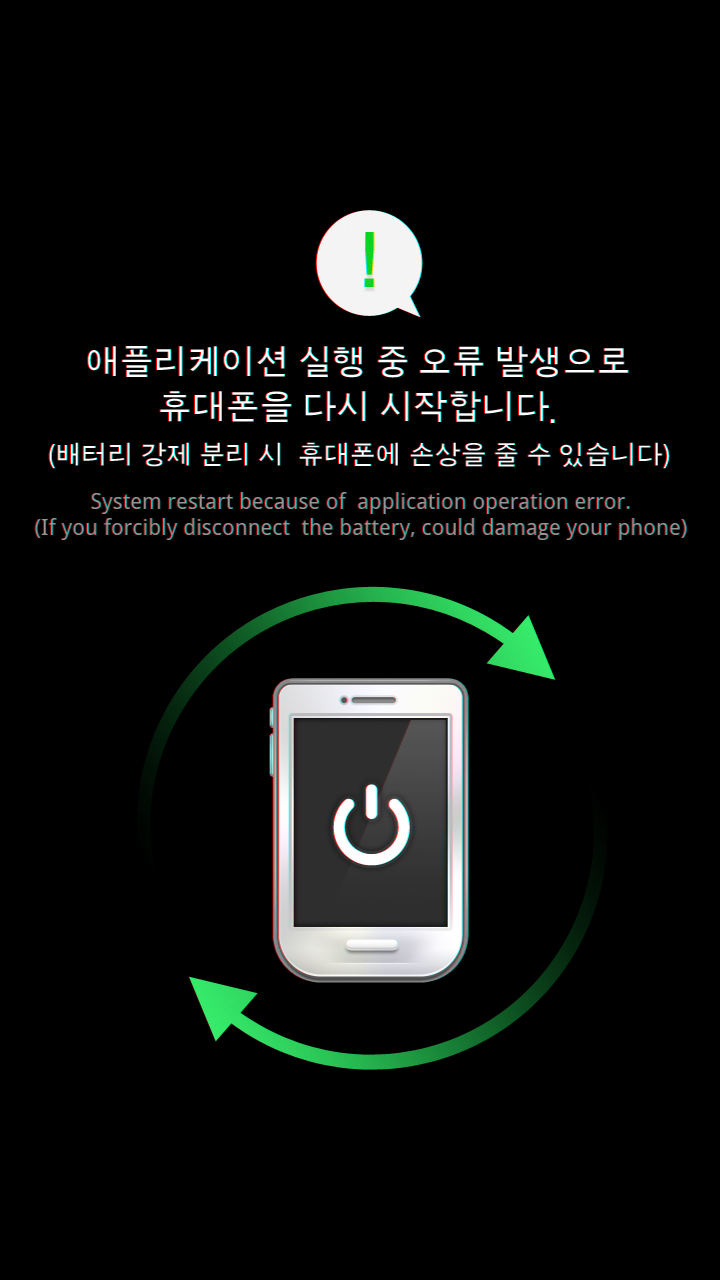 애플리케이션 실행 중 오류 발생으로
휴대폰을 다시 시작합니다.
(배터리 강제 분리 시  휴대폰에 손상을 줄 수 있습니다)
System restart because of  application operation error.
(If you forcibly disconnect  the battery, could damage your phone)